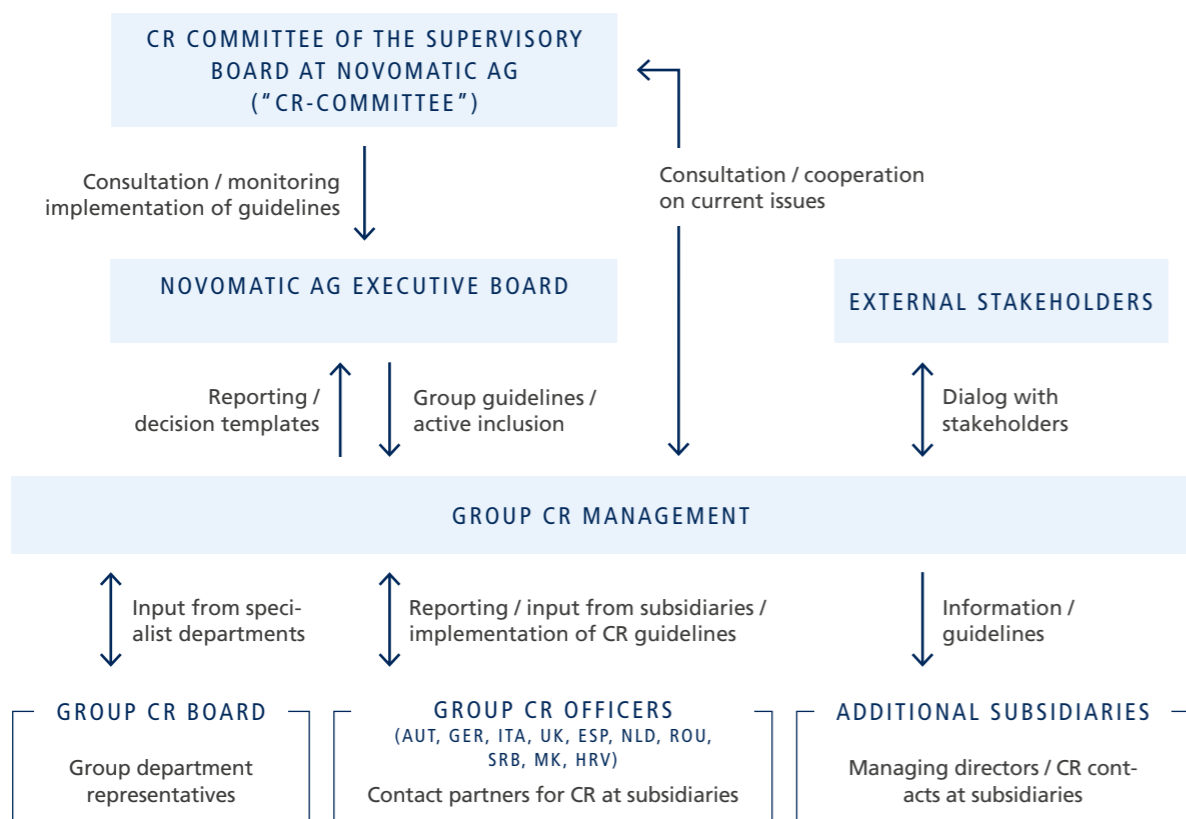 CR COMMITTEE OF THE SUPERVISORY
BOARD AT NOVOMATIC AG
("CR-COMMITTEE")
Consultation / monitoring
implementation of guidelines
Consultation / cooperation
on current issues
NOVOMATIC AG EXECUTIVE BOARD
EXTERNAL STAKEHOLDERS
Reporting /
decision templates
Group guidelines /
active inclusion
Dialog with
stakeholders
GROUP CR MANAGEMENT
Input from speci-
alist departments
Reporting / input from subsidiaries /
implementation of CR guidelines
Information /
guidelines
GROUP CR BOARD
Group department
representatives
GROUP CR OFFICERS
(AUT, GER, ITA, UK, ESP, NLD, ROU,
SRB, MK, HRV)
Contact partners for CR at subsidiaries
ADDITIONAL SUBSIDIARIES
Managing directors / CR cont-
acts at subsidiaries